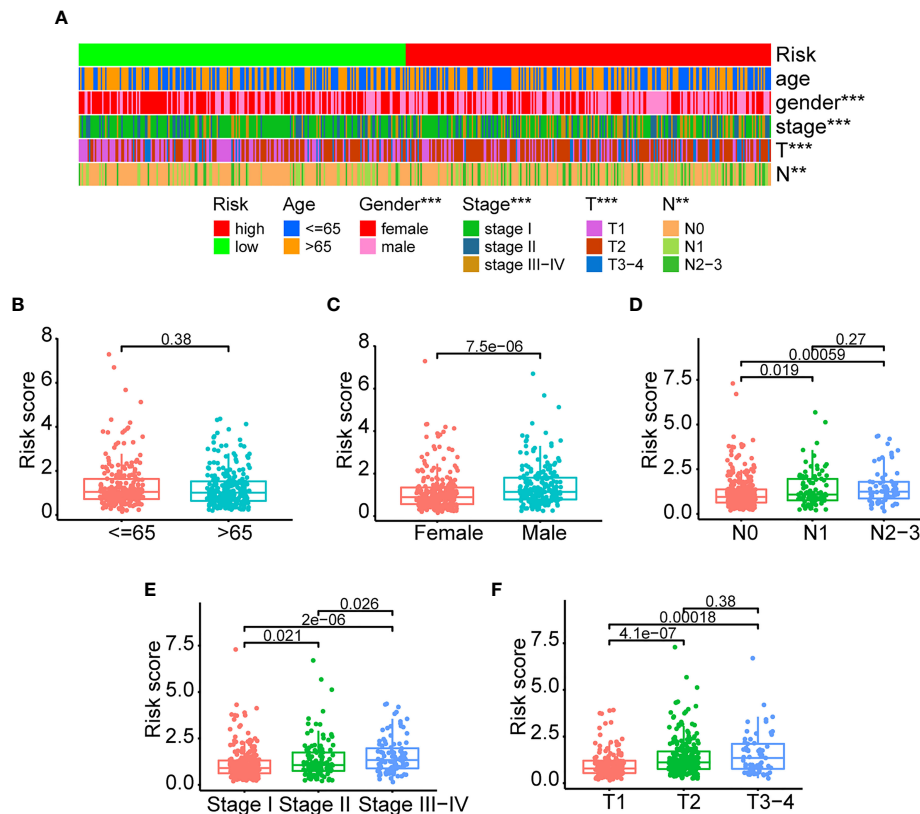 A
Risk
age
gender***
stage***
T***
N**
Risk Age Gender*** Stage*** T*** N**
high <=65 female stage I T1 N0
low >65 male stage II T2 N1
stage III−IV T3−4 N2−3
B
Risk score
8
6
4
2
0
0.38
<=65 >65
C
Risk score
8
6
4
2
0
7.5e−06
Female Male
D
Risk score
7.5
5.0
2.5
0.0
0.27
0.00059
0.019
N0 N1 N2−3
E
Risk score
7.5
5.0
2.5
0.0
0.026
2e−06
0.021
Stage I Stage II Stage III−IV
F
Risk score
7.5
5.0
2.5
0.0
0.38
0.00018
4.1e−07
T1 T2 T3−4